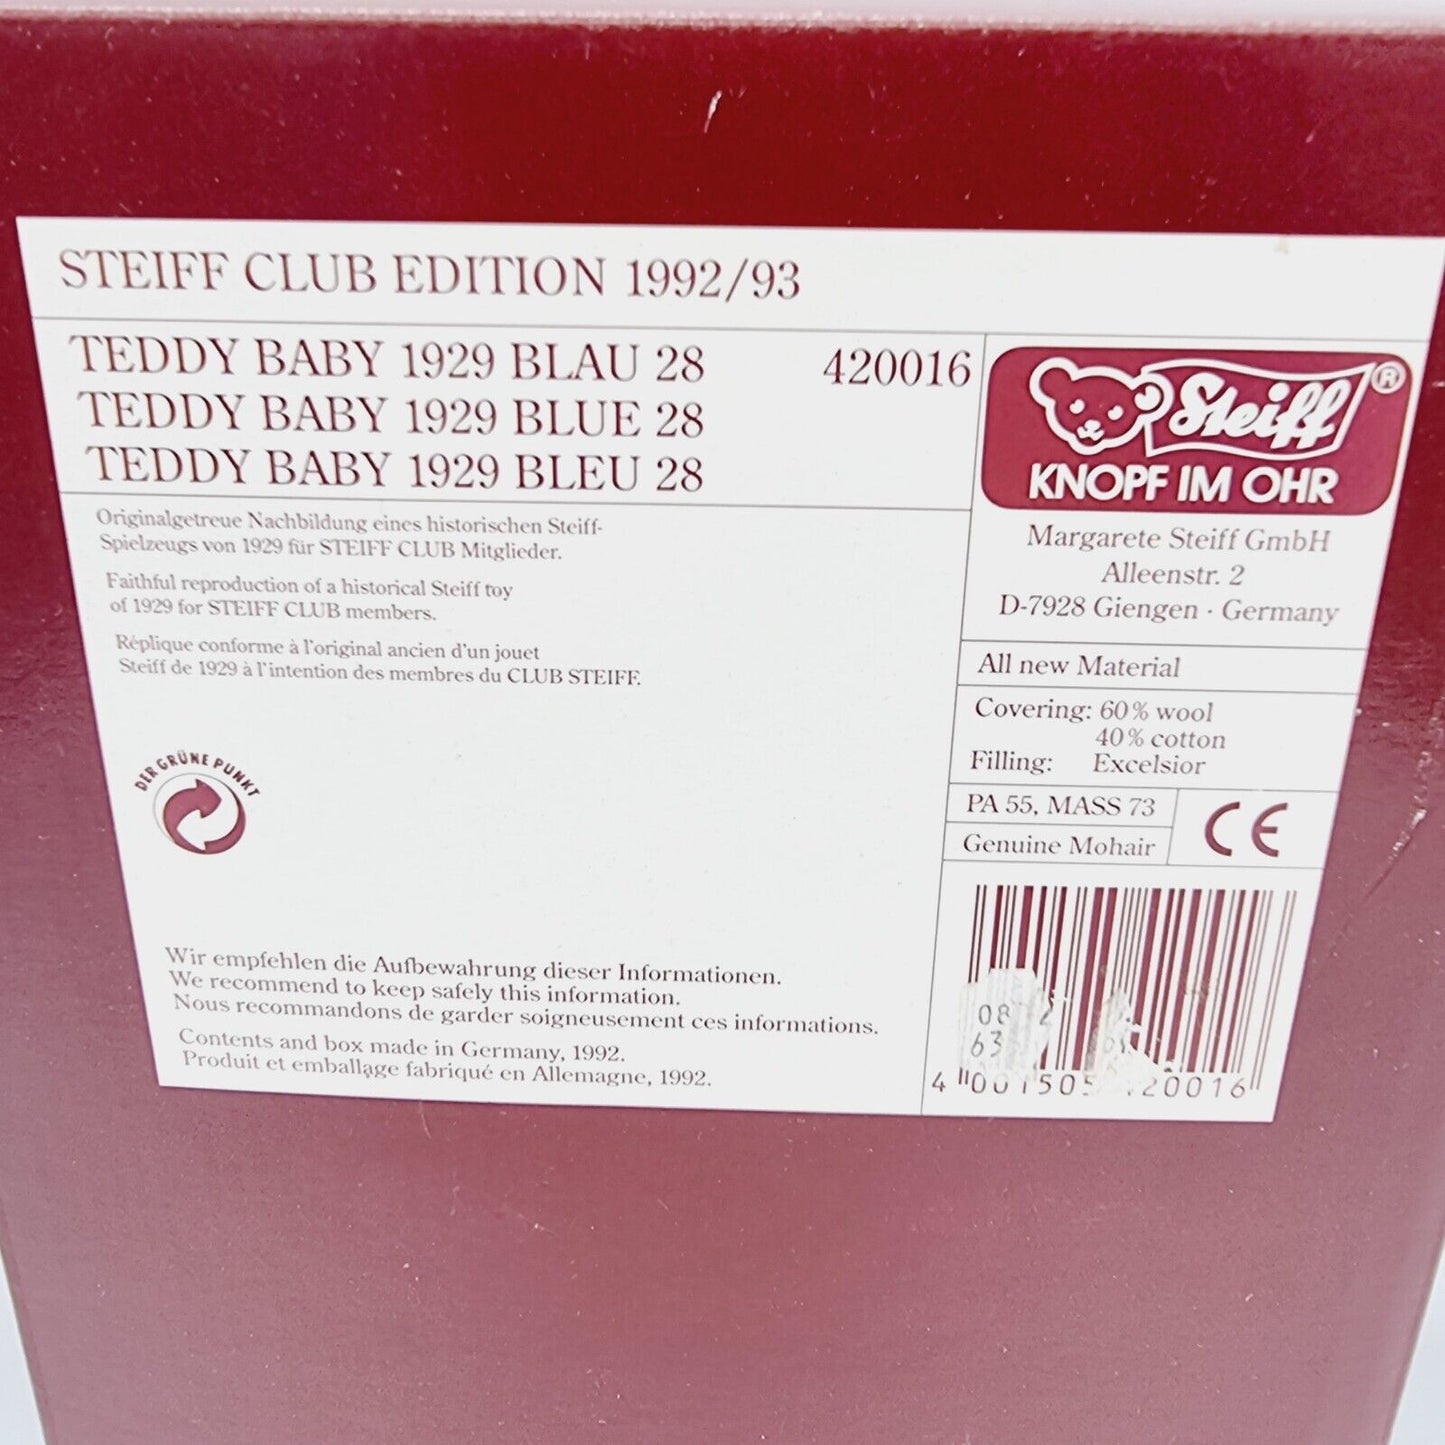 STEIFF CLUB EDITION 1992/93
TEDDY BABY 1929 BLAU 28 420016
TEDDY BABY 1929 BLUE 28
TEDDY BABY 1929 BLEU 28
Originalgetreue Nachbildung eines historischen Steiff-
Spielzeugs von 1929 für STEIFF CLUB Mitglieder.
Faithful reproduction of a historical Steiff toy
of 1929 for STEIFF CLUB members.
Réplique conforme à l'original ancien d'un jouet
Steiff de 1929 à l'intention des membres du CLUB STEIFF.
DER GRÜNE PUNKT
Wir empfehlen die Aufbewahrung dieser Informationen.
We recommend to keep safely this information.
Nous recommandons de garder soigneusement ces informations.
Contents and box made in Germany, 1992.
Produit et emballage fabriqué en Allemagne, 1992.
Steiff ®
KNOPF IM OHR
Margarete Steiff GmbH
Alleenstr. 2
D-7928 Giengen · Germany
All new Material
Covering: 60% wool
40% cotton
Filling: Excelsior
PA 55, MASS 73
CE
Genuine Mohair
08
63
4 001505 20016